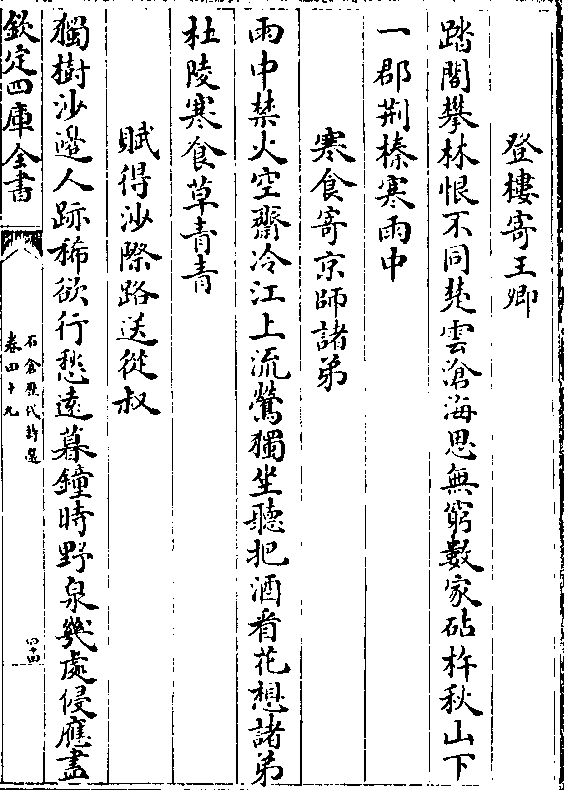 登樓寄王卿
踏閣攀林恨不同楚雲滄海思無窮數家砧杵秋山下
一郡荆榛寒雨中
寒食寄京師諸弟
雨中禁火空齋冷江上流鶯獨坐聽把酒看花想諸弟
杜陵寒食草青青
賦得沙際路送從叔
獨樹沙邊人跡稀欲行愁遠暮鐘時野泉幾處侵應盡
欽定四庫全書
石倉歷代詩選
卷四十九
四十四